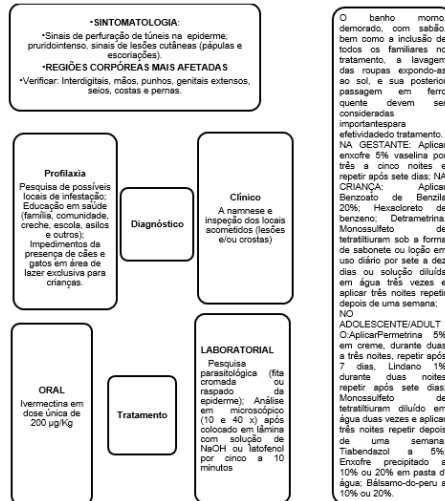 •SINTOMATOLOGIA:
•Sinais de perfuração de túneis na epiderme;
pruridointenso, sinais de lesões cutâneas (pápulas e
escoriações).
•REGIÕES CORPÓREAS MAIS AFETADAS
•Verificar: Interdigitais, mãos, punhos, genitais extensos,
seios, costas e pernas.
Profilaxia
Pesquisa de possíveis
locais de infestação;
Educação em saúde
(família, comunidade,
creche, escola, asilos
e outros);
Impedimentos da
presença de cães e
gatos em área de
lazer exclusiva para
crianças.
Diagnóstico
Clínico
A namnese e
inspeção dos locais
acometidos (lesões
e/ou crostas)
ORAL
Ivermectina em
dose única de
200 µg/Kg
Tratamento
LABORATORIAL
Pesquisa
parasitológica (fita
cromada ou
raspado da
epiderme); Análise
em microscópico
(10 e 40 x) após
colocado em lâmina
com solução de
NaOH ou latofenol
por cinco a 10
minutos
O banho morno,
demorado, com sabão,
bem como a inclusão de
todos os familiares no
tratamento, a lavagem
das roupas expondo-as
ao sol, e sua posterior
passagem em ferro
quente devem ser
consideradas
importantespara
efetividadedo tratamento.
NA GESTANTE: Aplicar
enxofre 5% vaselina por
três a cinco noites e
repetir após sete dias; NA
CRIANÇA: Aplicar
Benzoato de Benzila
20%; Hexacloreto de
benzeno; Detrametrina,
Monossulfeto de
tetratilturam sob a forma
de sabonete ou loção em
uso diário por sete a dez
dias ou solução diluída
em água três vezes e
aplicar três noites repetir
depois de uma semana;
NO
ADOLESCENTE/ADULT
O:AplicarPermetrina 5%
em creme, durante duas
a três noites, repetir após
7 dias, Lindano 1%
durante duas noites
repetir após sete dias;
Monossulfeto de
tetratilturam diluído em
água duas vezes e aplicar
três noites repetir depois
de uma semana;
Tiabendazol a 5%;
Enxofre precipitado a
10% ou 20% em pasta d'
água; Bálsamo-do-peru a
10% ou 20%.